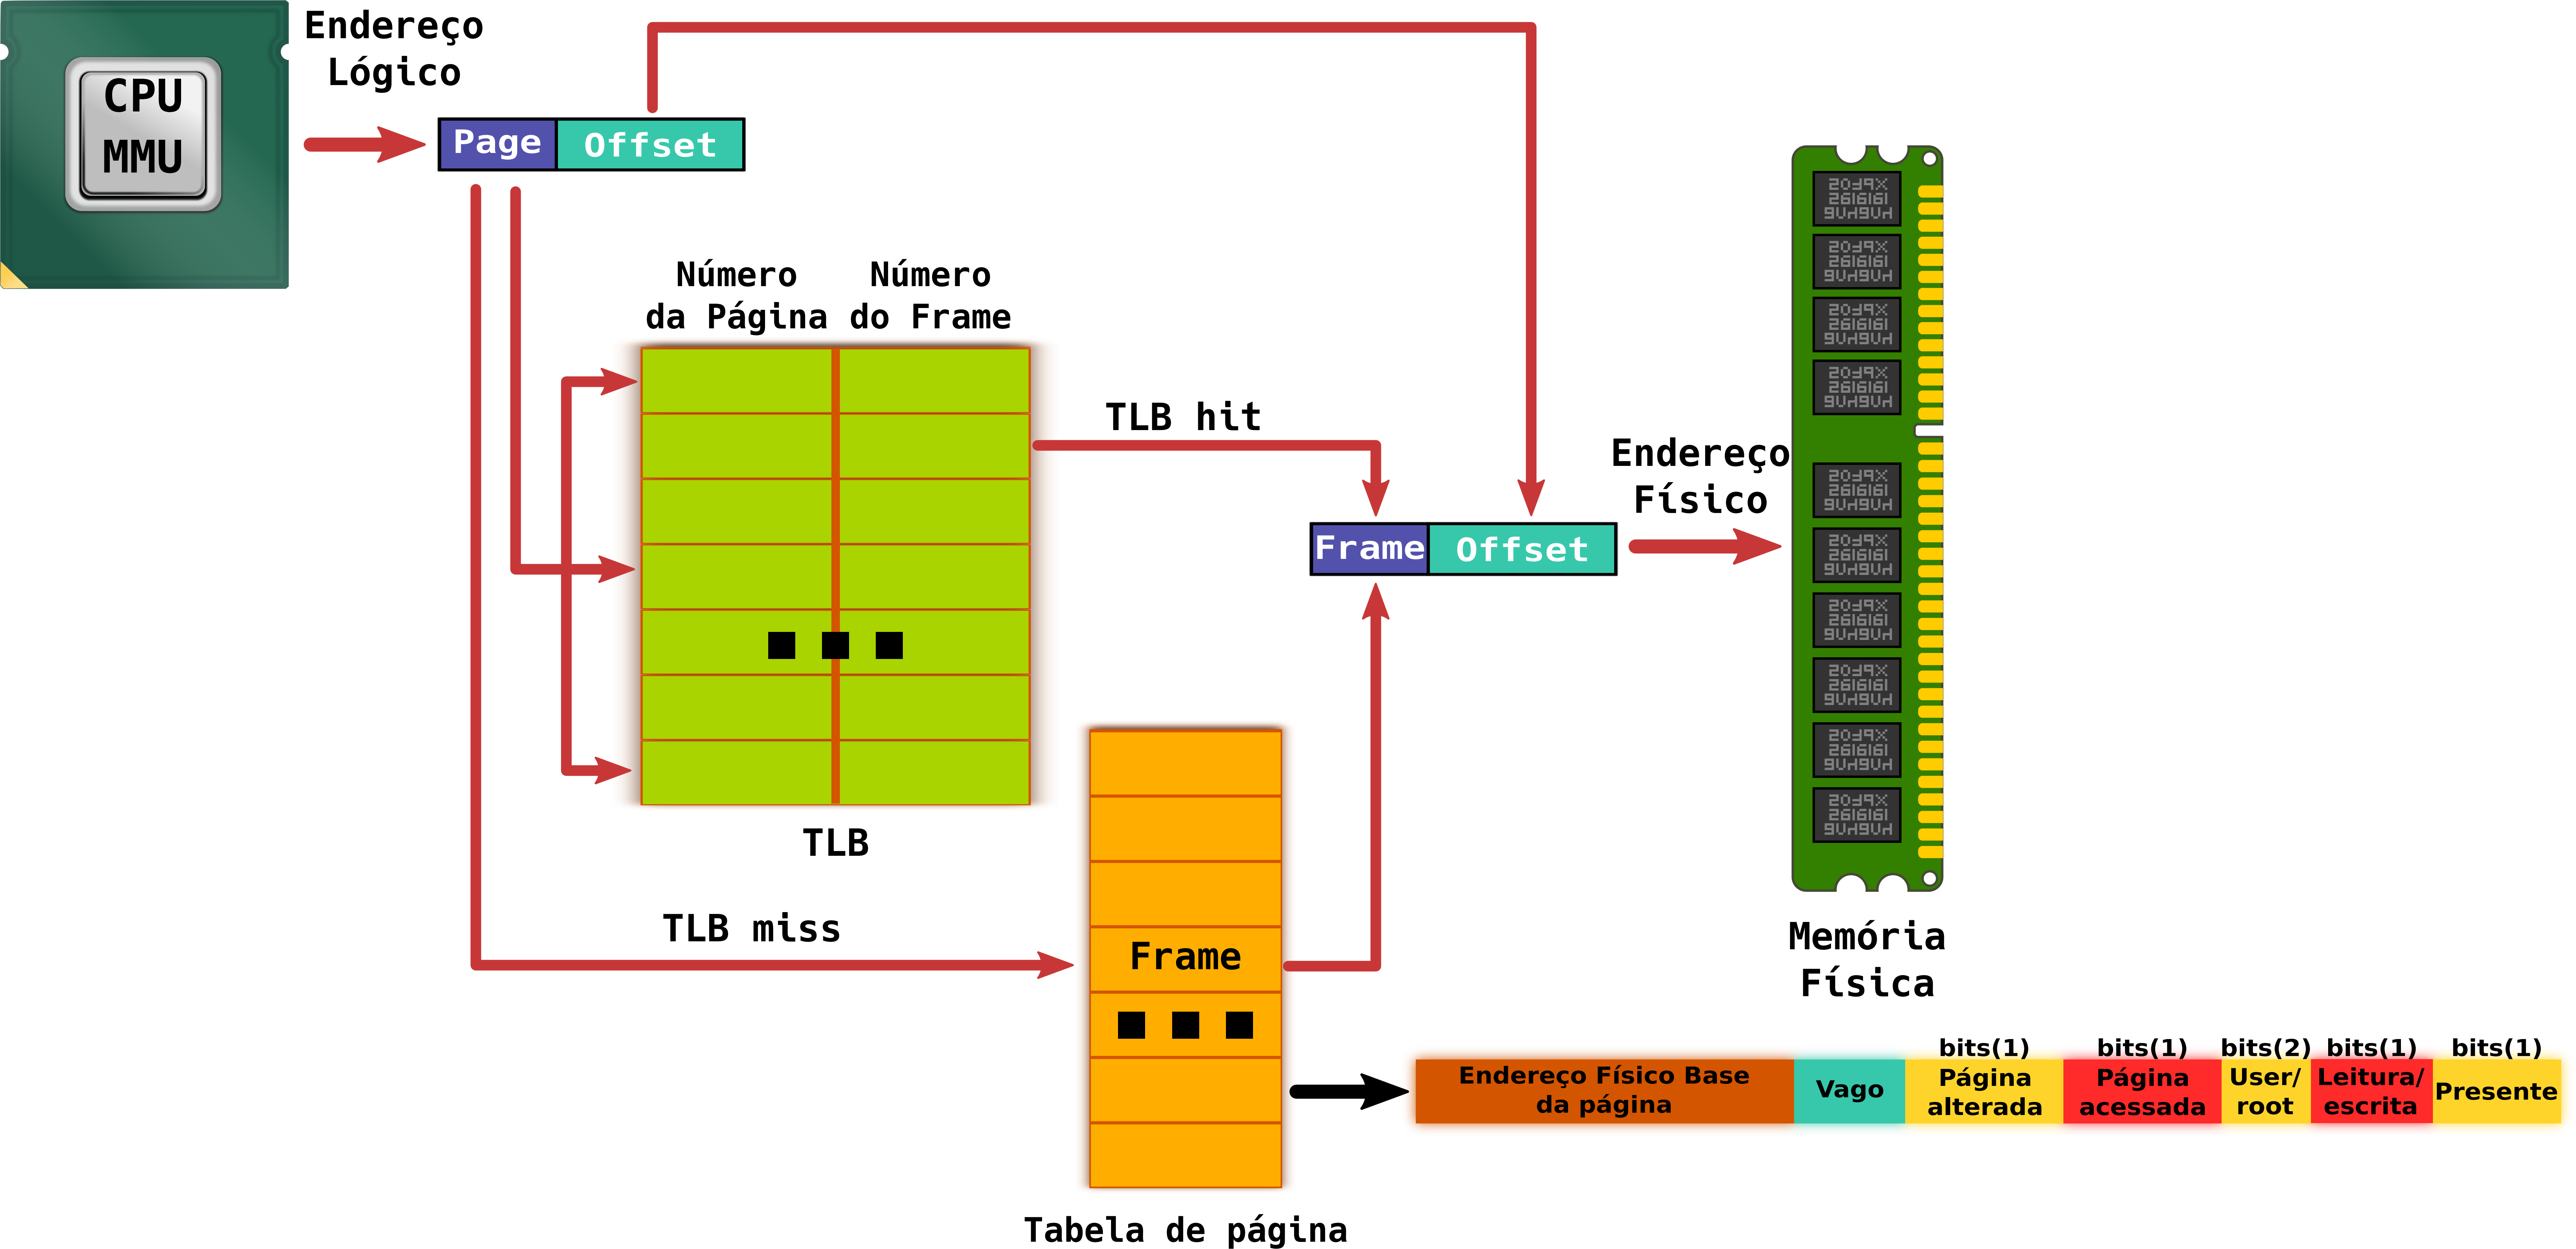 CPU
MMU
Endereço
Lógico
Page
Offset
Número
da Página
Número
do Frame
TLB hit
TLB
TLB miss
Frame
Offset
Endereço
Físico
Memória
Física
Frame
Tabela de página
Endereço Físico Base
da página
Vago
bits(1)
Página
alterada
bits(1)
Página
acessada
bits(2)
User/
root
bits(1)
Leitura/
escrita
bits(1)
Presente